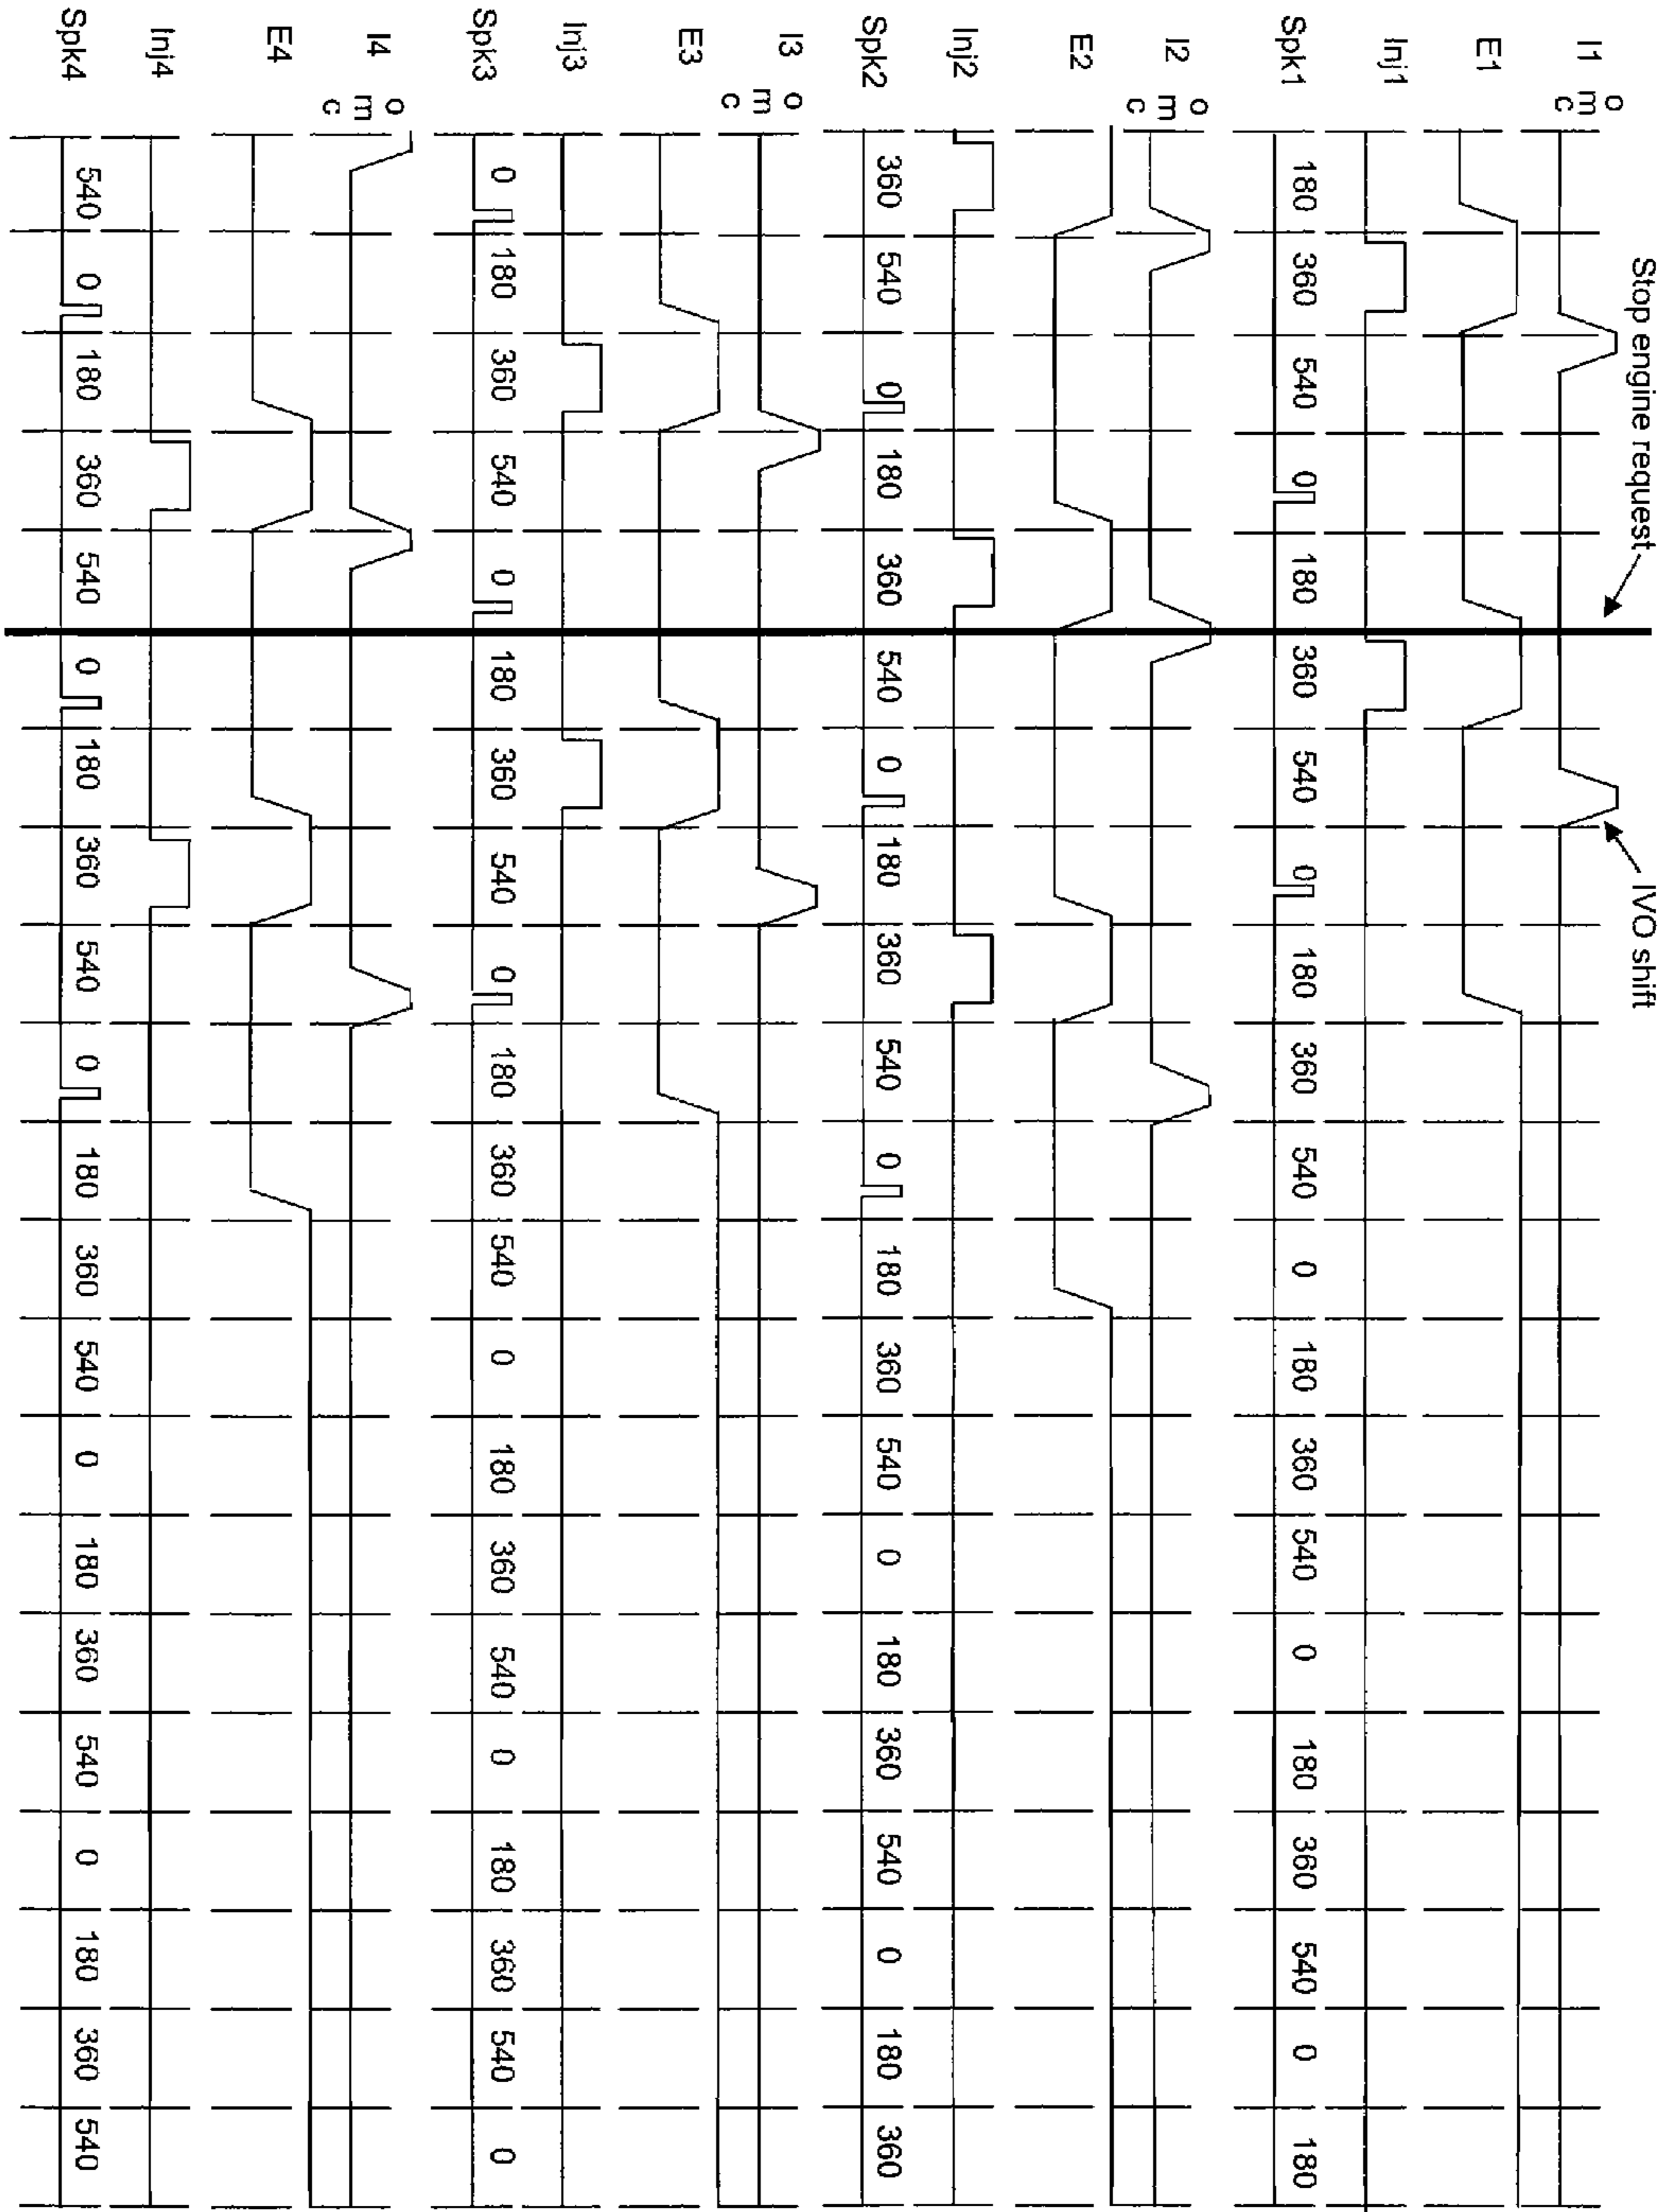 Stop engine request
IVO shift
I1
o
m
c
E1
Inj1
Spk1 180 360 540 0 180 360 540 0 180 360 540 0 180 360 540 0 180 360 540 0 180
I2
o
m
c
E2
Inj2
Spk2 360 540 0 180 360 540 0 180 360 540 0 180 360 540 0 180 360 540 0 180 360
I3
o
m
c
E3
Inj3
Spk3 0 180 360 540 0 180 360 540 0 180 360 540 0 180 360 540 0 180 360 540 0
I4
o
m
c
E4
Inj4
Spk4 540 0 180 360 540 0 180 360 540 0 180 360 540 0 180 360 540 0 180 360 540